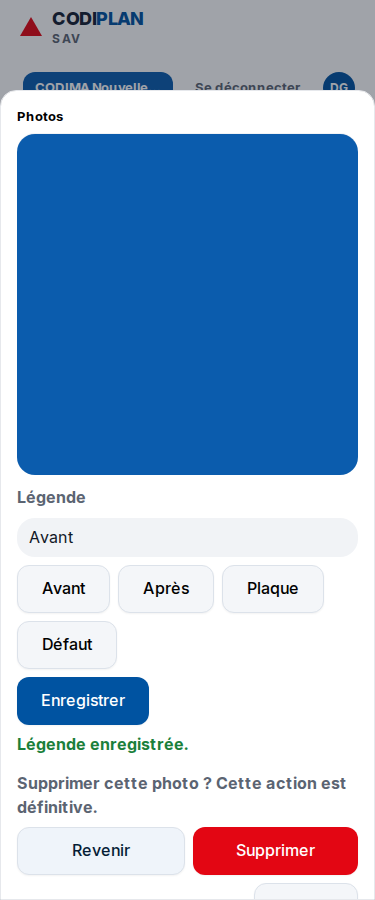 CODIPLAN
SAV
CODIMA Nouvelle
Se déconnecter
DG
Photos
Légende
Avant
Avant
Après
Plaque
Défaut
Enregistrer
Légende enregistrée.
Supprimer cette photo ? Cette action est
définitive.
Revenir
Supprimer